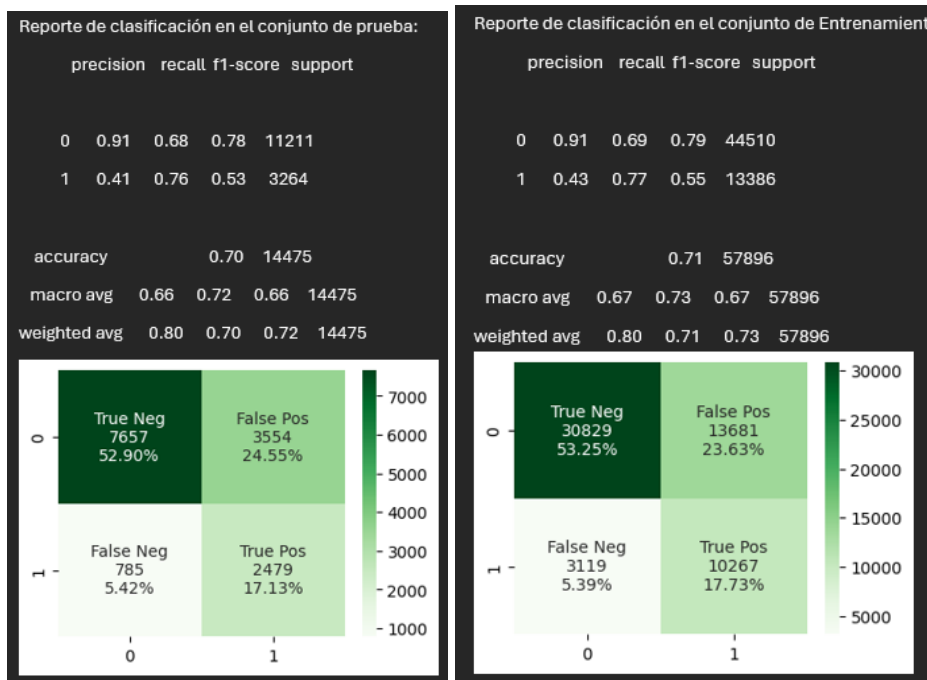 Reporte de clasificación en el conjunto de prueba:
precision recall f1-score support
0 0.91 0.68 0.78 11211
1 0.41 0.76 0.53 3264
accuracy 0.70 14475
macro avg 0.66 0.72 0.66 14475
weighted avg 0.80 0.70 0.72 14475
True Neg
7657
52.90%
False Pos
3554
24.55%
False Neg
785
5.42%
True Pos
2479
17.13%
0
1
0
1
7000
6000
5000
4000
3000
2000
1000
Reporte de clasificación en el conjunto de Entrenamient
precision recall f1-score support
0 0.91 0.69 0.79 44510
1 0.43 0.77 0.55 13386
accuracy 0.71 57896
macro avg 0.67 0.73 0.67 57896
weighted avg 0.80 0.71 0.73 57896
True Neg
30829
53.25%
False Pos
13681
23.63%
False Neg
3119
5.39%
True Pos
10267
17.73%
0
1
0
1
30000
25000
20000
15000
10000
5000